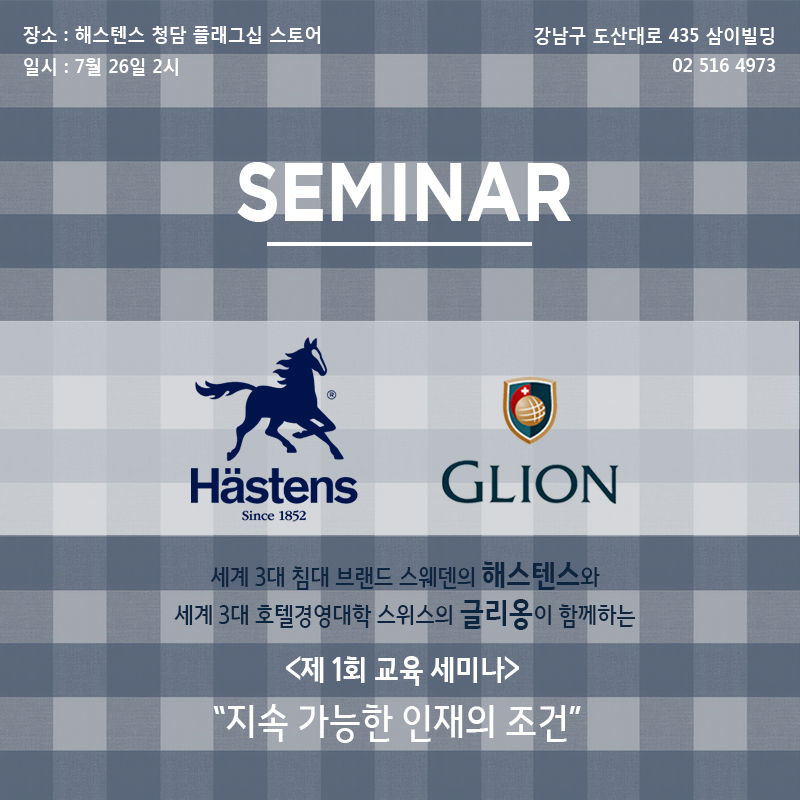 장소 : 해스텐스 청담 플래그십 스토어
일시 : 7월 26일 2시
강남구 도산대로 435 삼이빌딩
02 516 4973
SEMINAR
®
Hästens
Since 1852
GLION
세계 3대 침대 브랜드 스웨덴의 해스텐스와
세계 3대 호텔경영대학 스위스의 글리옹이 함께하는
<제 1회 교육 세미나>
“지속 가능한 인재의 조건”